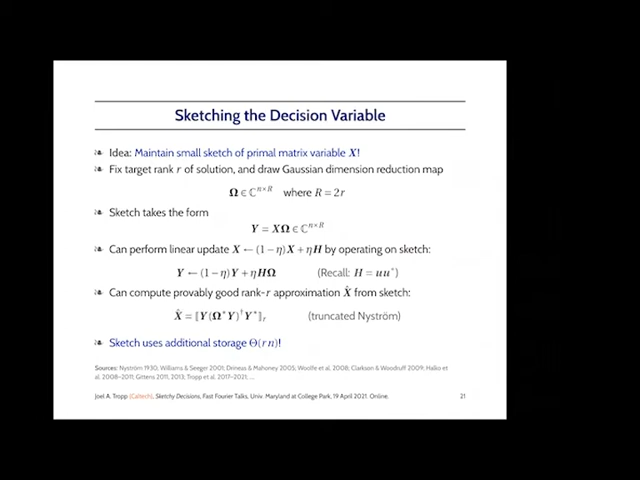 Sketching the Decision Variable
Idea: Maintain small sketch of primal matrix variable X!
Fix target rank r of solution, and draw Gaussian dimension reduction map
Ω ∈ ℂⁿˣᴿ where R = 2r
Sketch takes the form
Y = XΩ ∈ ℂⁿˣᴿ
Can perform linear update X ← (1 − η)X + ηH by operating on sketch:
Y ← (1 − η)Y + ηHΩ (Recall: H = uu*)
Can compute provably good rank-r approximation X̂ from sketch:
X̂ = ⟦Y(Ω*Y)†Y*⟧ᵣ (truncated Nyström)
Sketch uses additional storage Θ(rn)!
Sources: Nyström 1930; Williams & Seeger 2001; Drineas & Mahoney 2005; Woolfe et al. 2008; Clarkson & Woodruff 2009; Halko et
al. 2008–2011; Gittens 2011, 2013; Tropp et al. 2017–2021, ...
Joel A. Tropp (Caltech), Sketchy Decisions, Fast Fourier Talks, Univ. Maryland at College Park, 19 April 2021. Online. 21